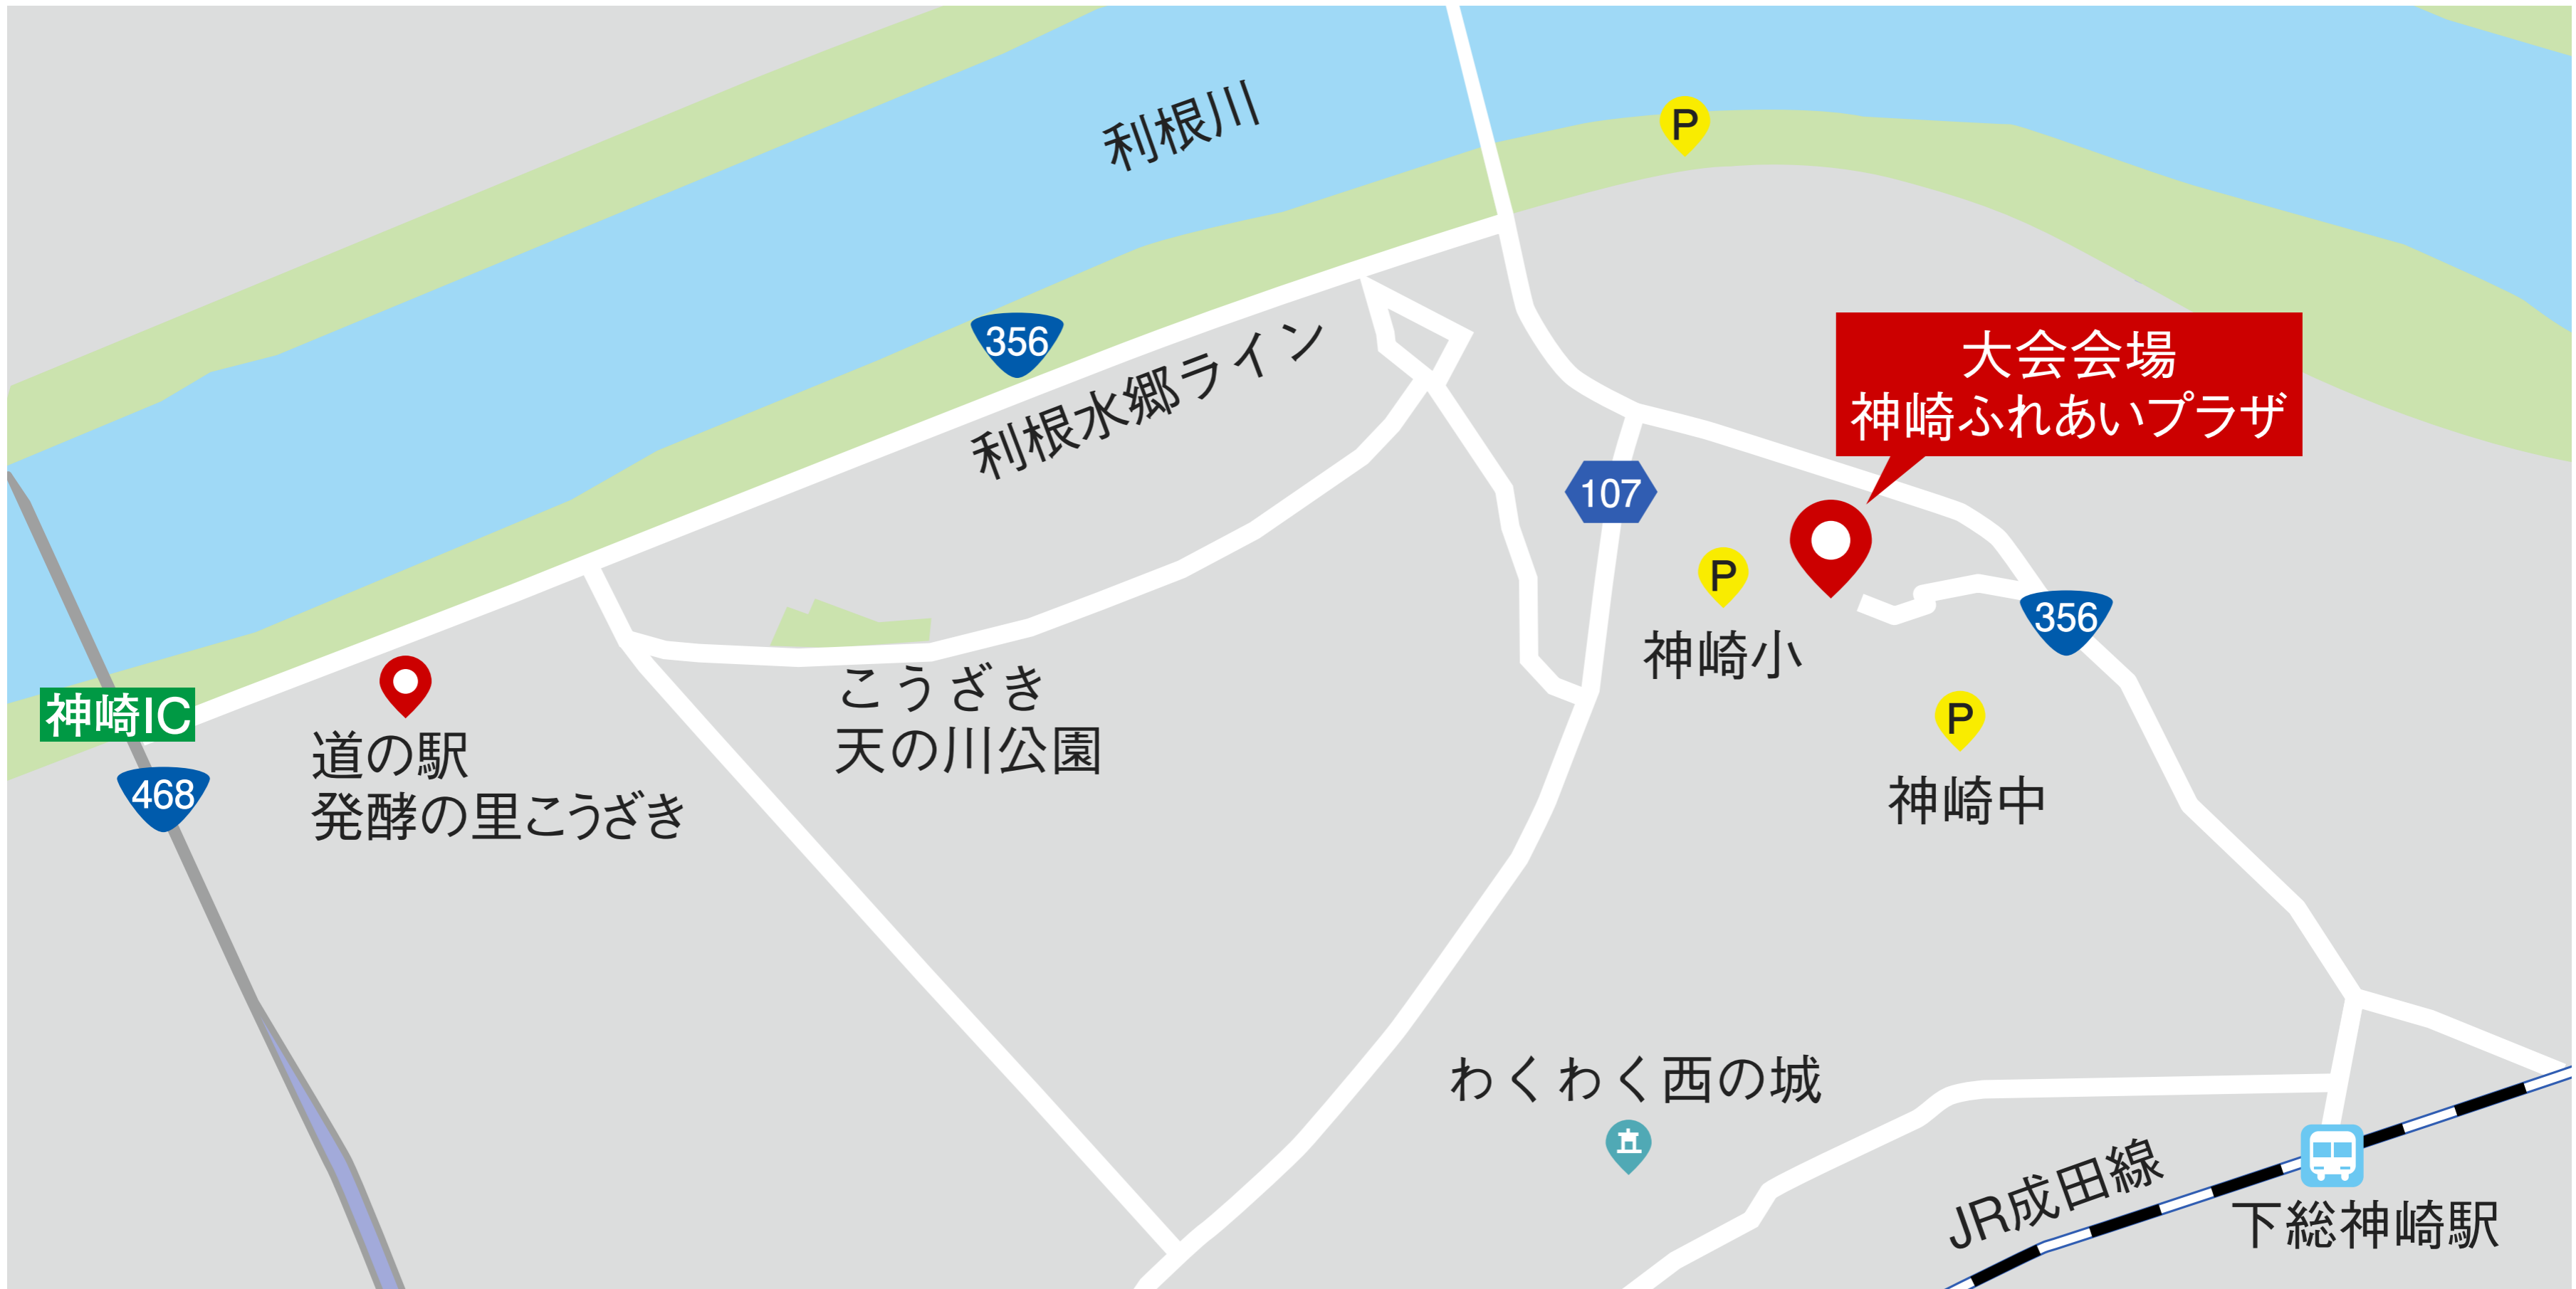 利根川
P
356
利根水郷ライン
大会会場
神崎ふれあいプラザ
107
P
神崎小
356
神崎IC
468
道の駅
発酵の里こうざき
こうざき
天の川公園
P
神崎中
わくわく西の城
JR成田線
下総神崎駅